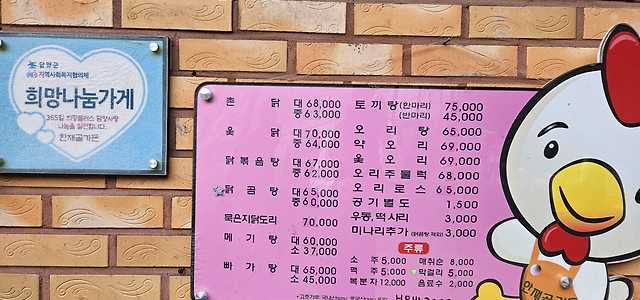 담양군
지역사회복지협의체
희망나눔가게
365일 희망플러스 담양사랑
나눔을 실천합니다.
한재골가든
촌 닭 대 68,000
중 63,000
옻 닭 대 70,000
중 64,000
닭볶음탕 대 67,000
중 62,000
닭곰탕 대 65,000
중 60,000
묵은지닭도리 70,000
메기탕 대 60,000
소 37,000
빠가탕 대 65,000
소 45,000
토끼탕 (한마리) 75,000
(반마리) 45,000
오리탕 65,000
약오리 69,000
옻오리 69,000
오리주물럭 68,000
오리로스 65,000
공기별도 1,500
우동,떡사리 3,000
미나리추가 3,000
주류
소주 5,000 매취순 8,000
맥주 5,000 막걸리 5,000
복분자 12,000 음료수 2,000